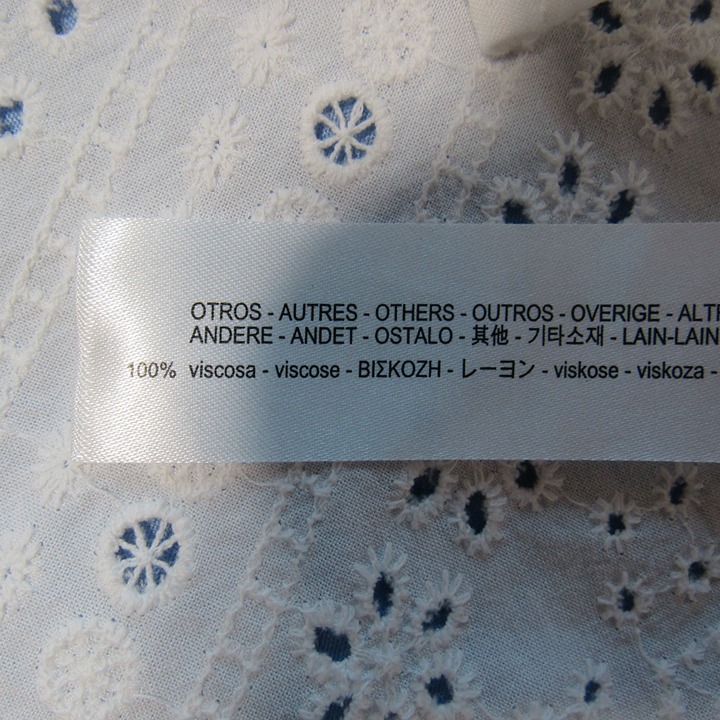 OTROS - AUTRES - OTHERS - OUTROS - OVERIGE -
ANDERE - ANDET - OSTALO - 其他 - 기타소재 - LAIN-LAIN
100% viscosa - viscose - ΒΙΣΚΟΖΗ - レーヨン - viskose - viskoza -